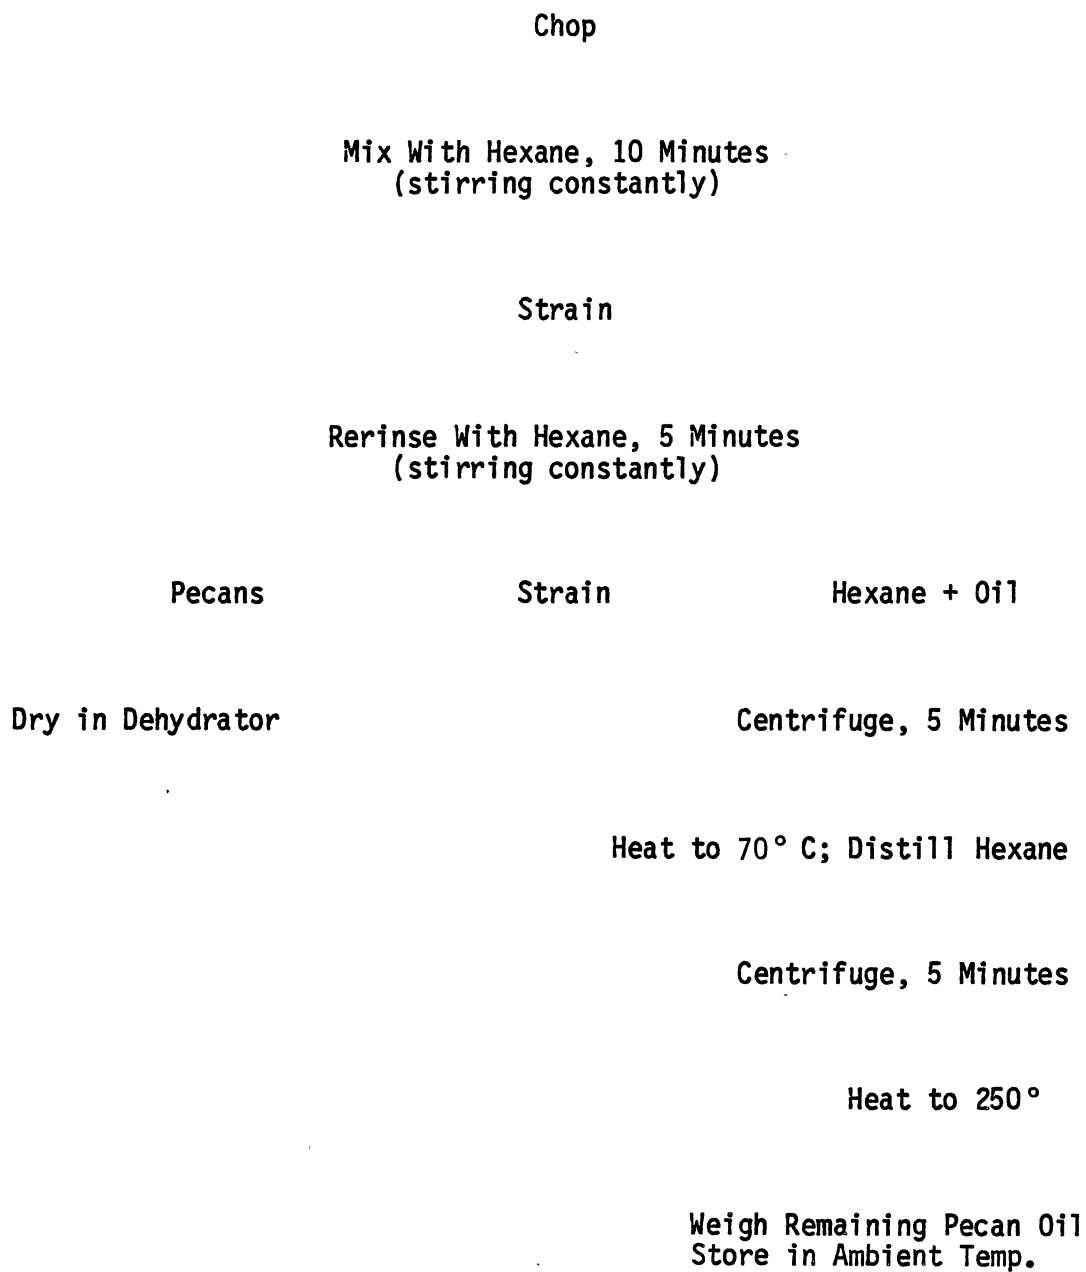 Chop
Mix With Hexane, 10 Minutes
(stirring constantly)
Strain
Rerinse With Hexane, 5 Minutes
(stirring constantly)
Pecans Strain Hexane + Oil
Dry in Dehydrator Centrifuge, 5 Minutes
Heat to 70° C; Distill Hexane
Centrifuge, 5 Minutes
Heat to 250°
Weigh Remaining Pecan Oil
Store in Ambient Temp.